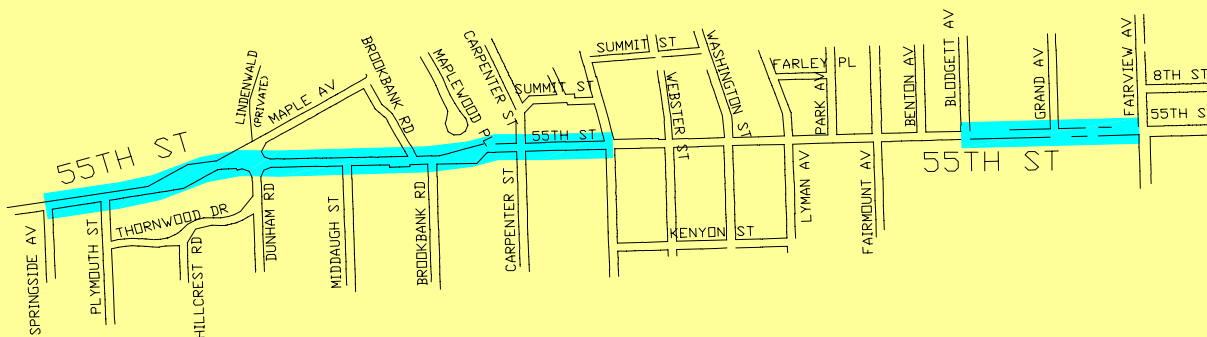 55TH ST
SPRINGSIDE AV
PLYMOUTH ST
THORNWOOD DR
HILLCREST RD
LINDENWALD
(PRIVATE)
MAPLE AV
DUNHAM RD
MIDDAUGH ST
BROOKBANK RD
BROOKBANK RD
MAPLEWOOD PL
CARPENTER ST
CARPENTER ST
SUMMIT ST
55TH ST
SUMMIT ST
WEBSTER ST
WASHINGTON ST
KENYON ST
FARLEY PL
LYMAN AV
PARK AV
FAIRMOUNT AV
BENTON AV
BLODGETT AV
55TH ST
GRAND AV
FAIRVIEW AV
8TH ST
55TH S